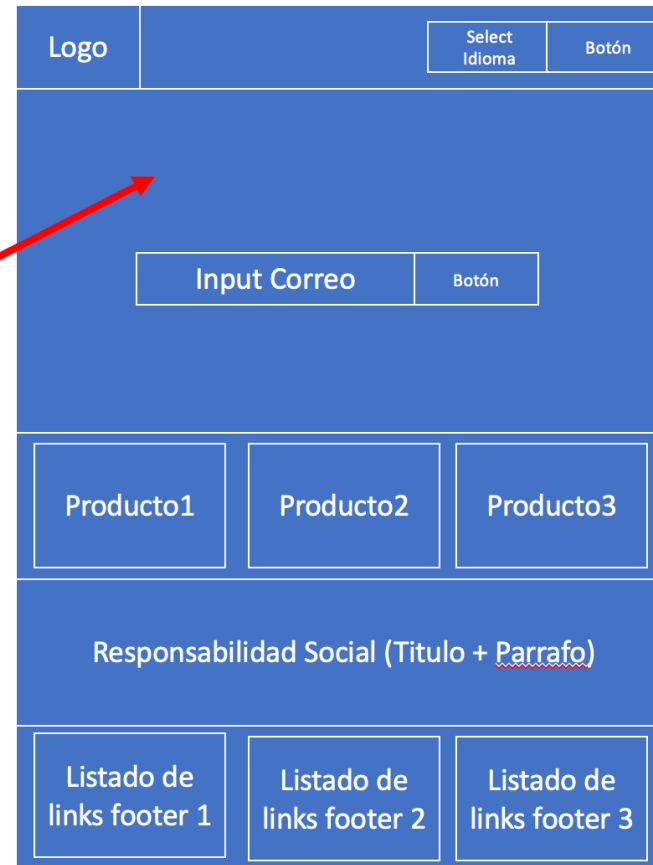 Logo
Select
Idioma
Botón
Input Correo
Botón
Producto1
Producto2
Producto3
Responsabilidad Social (Titulo + Parrafo)
Listado de
links footer 1
Listado de
links footer 2
Listado de
links footer 3